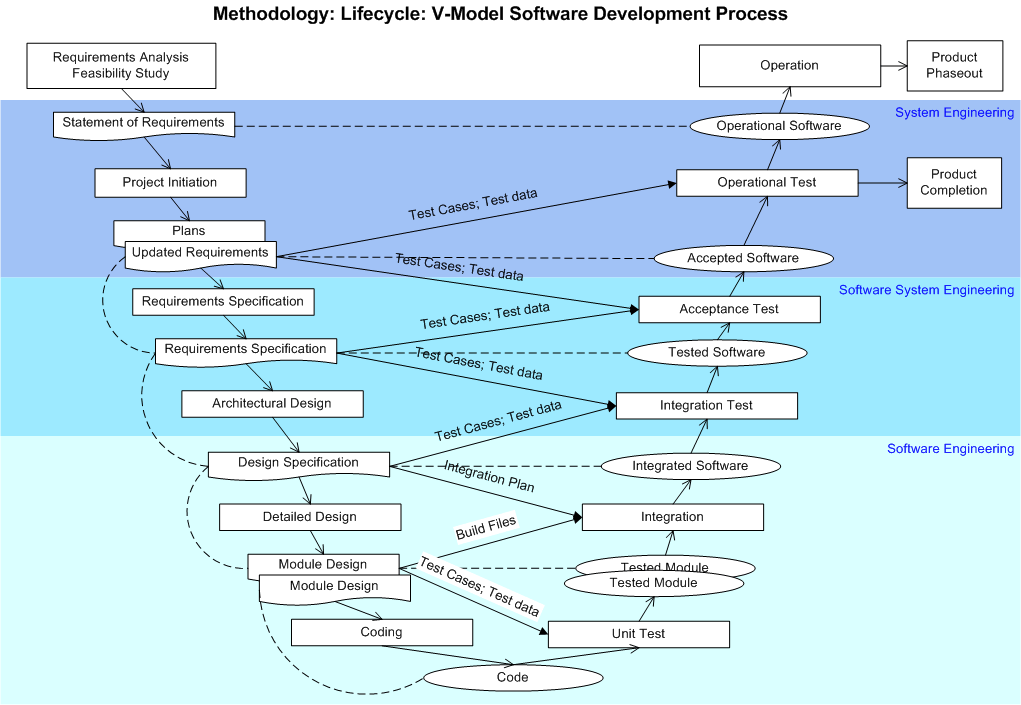 Methodology: Lifecycle: V-Model Software Development Process
Requirements Analysis
Feasibility Study
Operation
Product
Phaseout
System Engineering
Statement of Requirements
Operational Software
Project Initiation
Test Cases; Test data
Operational Test
Product
Completion
Plans
Updated Requirements
Test Cases; Test data
Accepted Software
Software System Engineering
Requirements Specification
Test Cases; Test data
Acceptance Test
Requirements Specification
Test Cases; Test data
Tested Software
Architectural Design
Test Cases; Test data
Integration Test
Software Engineering
Design Specification
Integration Plan
Integrated Software
Detailed Design
Build Files
Integration
Module Design
Tested Module
Module Design
Test Cases; Test data
Tested Module
Coding
Unit Test
Code